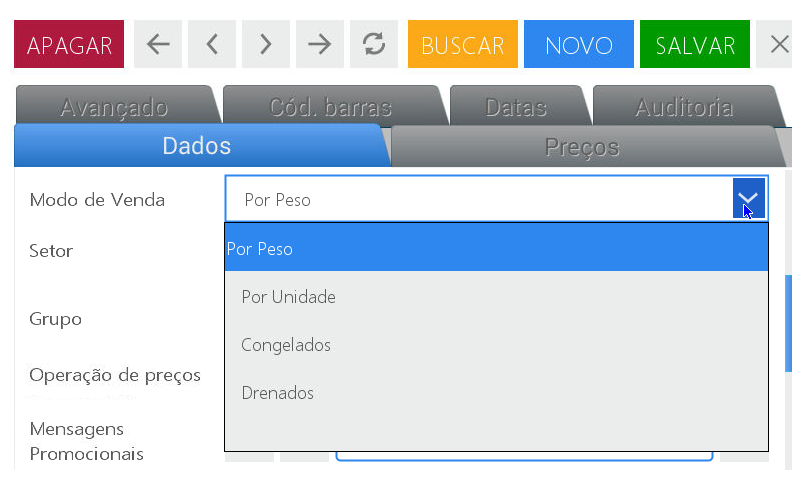 APAGAR
BUSCAR
NOVO
SALVAR
Avançado
Cód. barras
Datas
Auditoria
Dados
Preços
Modo de Venda
Por Peso
Setor
Por Peso
Por Unidade
Grupo
Congelados
Operação de preços
Drenados
Mensagens
Promocionais